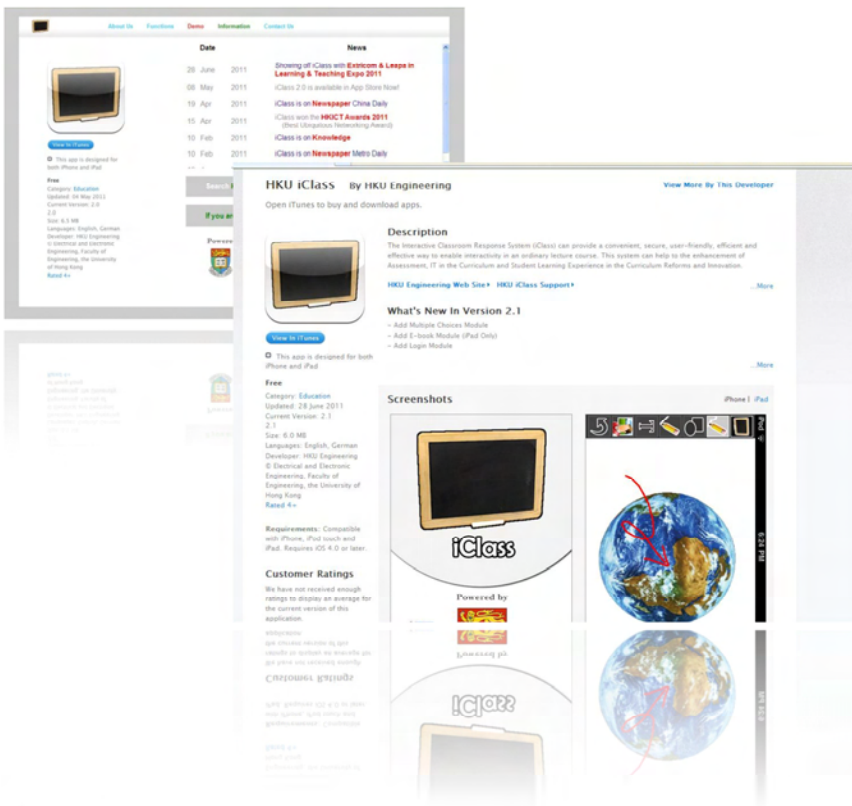 About Us Functions Demo Information Contact Us
Date News
28 June 2011 Showing off iClass with Extricom & Leaps in
Learning & Teaching Expo 2011
08 May 2011 iClass 2.0 is available in App Store Now!
19 Apr 2011 iClass is on Newspaper China Daily
15 Apr 2011 iClass won the HKICT Awards 2011
(Best Ubiquitous Networking Award)
10 Feb 2011 iClass is on Knowledge
10 Feb 2011 iClass is on Newspaper Metro Daily
View In iTunes
This app is designed for
both iPhone and iPad
Free
Category: Education
Updated: 04 May 2011
Current Version: 2.0
2.0
Size: 6.3 MB
Languages: English, German
Developer: HKU Engineering
© Electrical and Electronic
Engineering, Faculty of
Engineering, the University
of Hong Kong
Rated 4+
Search
If you are
Powere
HKU iClass By HKU Engineering
View More By This Developer
Open iTunes to buy and download apps.
Description
The Interactive Classroom Response System (iClass) can provide a convenient, secure, user-friendly, efficient and
effective way to enable interactivity in an ordinary lecture course. This system can help to the enhancement of
Assessment, IT in the Curriculum and Student Learning Experience in the Curriculum Reforms and Innovation.
HKU Engineering Web Site HKU iClass Support
...More
What's New In Version 2.1
- Add Multiple Choices Module
- Add E-book Module (iPad Only)
- Add Login Module
...More
View In iTunes
This app is designed for both
iPhone and iPad
Free
Category: Education
Updated: 28 June 2011
Current Version: 2.1
2.1
Size: 6.0 MB
Languages: English, German
Developer: HKU Engineering
© Electrical and Electronic
Engineering, Faculty of
Engineering, the University of
Hong Kong
Rated 4+
Requirements: Compatible
with iPhone, iPod touch and
iPad. Requires iOS 4.0 or later.
Customer Ratings
We have not received enough
ratings to display an average for
the current version of this
application.
Screenshots
iPhone | iPad
iClass
Powered by
iPod
6:24 PM